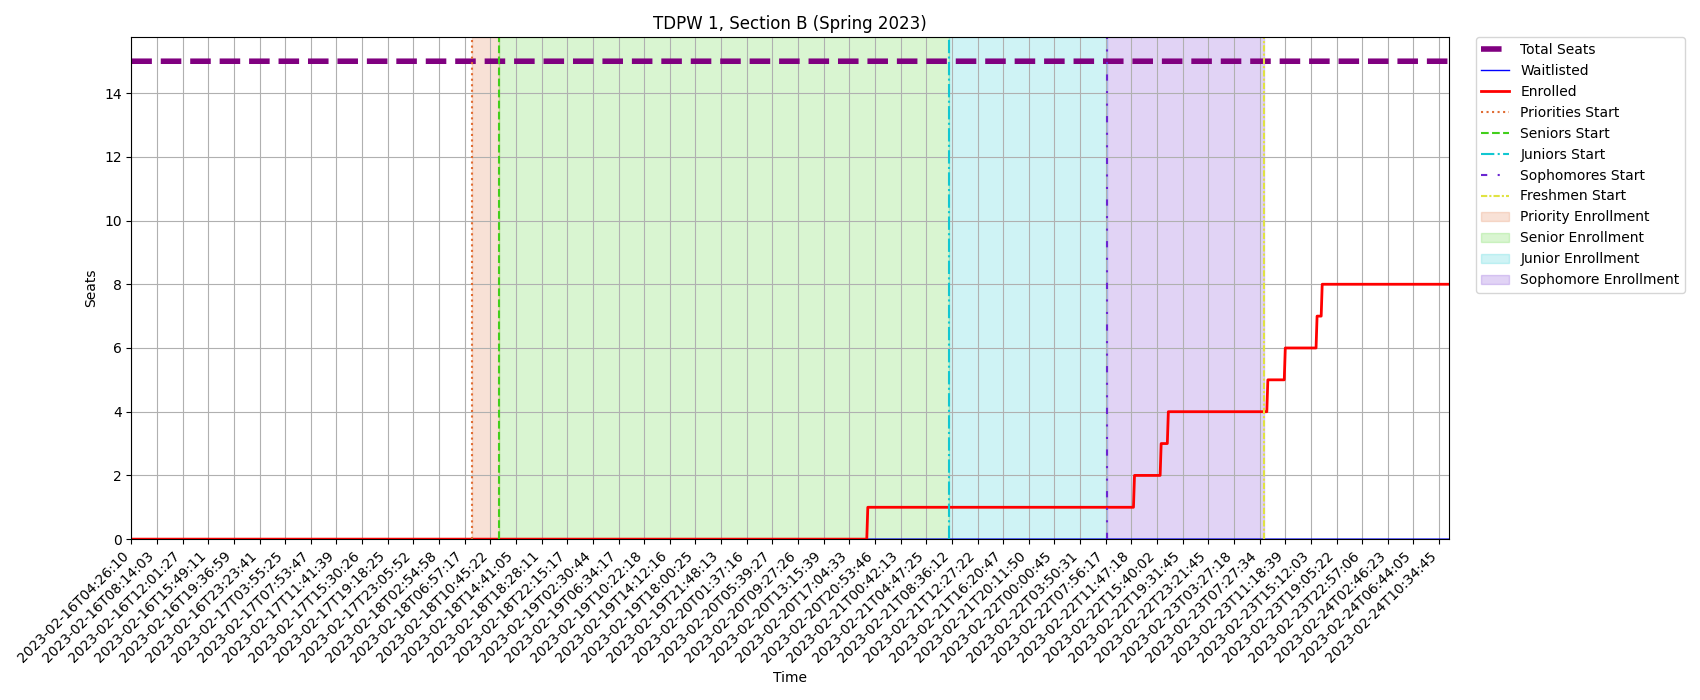 TDPW 1, Section B (Spring 2023)
Total Seats
Waitlisted
Enrolled
Priorities Start
Seniors Start
Juniors Start
Sophomores Start
Freshmen Start
Priority Enrollment
Senior Enrollment
Junior Enrollment
Sophomore Enrollment
Seats
14
12
10
8
6
4
2
0
2023-02-16T04:26:10
2023-02-16T08:14:03
2023-02-16T12:01:27
2023-02-16T15:49:11
2023-02-16T19:36:59
2023-02-16T23:23:41
2023-02-17T03:55:25
2023-02-17T07:53:47
2023-02-17T11:41:39
2023-02-17T15:30:26
2023-02-17T19:18:25
2023-02-17T23:05:52
2023-02-18T02:54:58
2023-02-18T06:57:17
2023-02-18T10:45:22
2023-02-18T14:41:05
2023-02-18T18:28:11
2023-02-18T22:15:17
2023-02-19T02:30:44
2023-02-19T06:34:17
2023-02-19T10:22:18
2023-02-19T14:12:16
2023-02-19T18:00:25
2023-02-19T21:48:13
2023-02-20T01:37:16
2023-02-20T05:39:27
2023-02-20T09:27:26
2023-02-20T13:15:39
2023-02-20T17:04:33
2023-02-20T20:53:46
2023-02-21T00:42:13
2023-02-21T04:47:25
2023-02-21T08:36:12
2023-02-21T12:27:22
2023-02-21T16:20:47
2023-02-21T20:11:50
2023-02-22T00:00:45
2023-02-22T03:50:31
2023-02-22T07:56:17
2023-02-22T11:47:18
2023-02-22T15:40:02
2023-02-22T19:31:45
2023-02-22T23:21:45
2023-02-23T03:27:18
2023-02-23T07:27:34
2023-02-23T11:18:39
2023-02-23T15:12:03
2023-02-23T19:05:22
2023-02-23T22:57:06
2023-02-24T02:46:23
2023-02-24T06:44:05
2023-02-24T10:34:45
Time